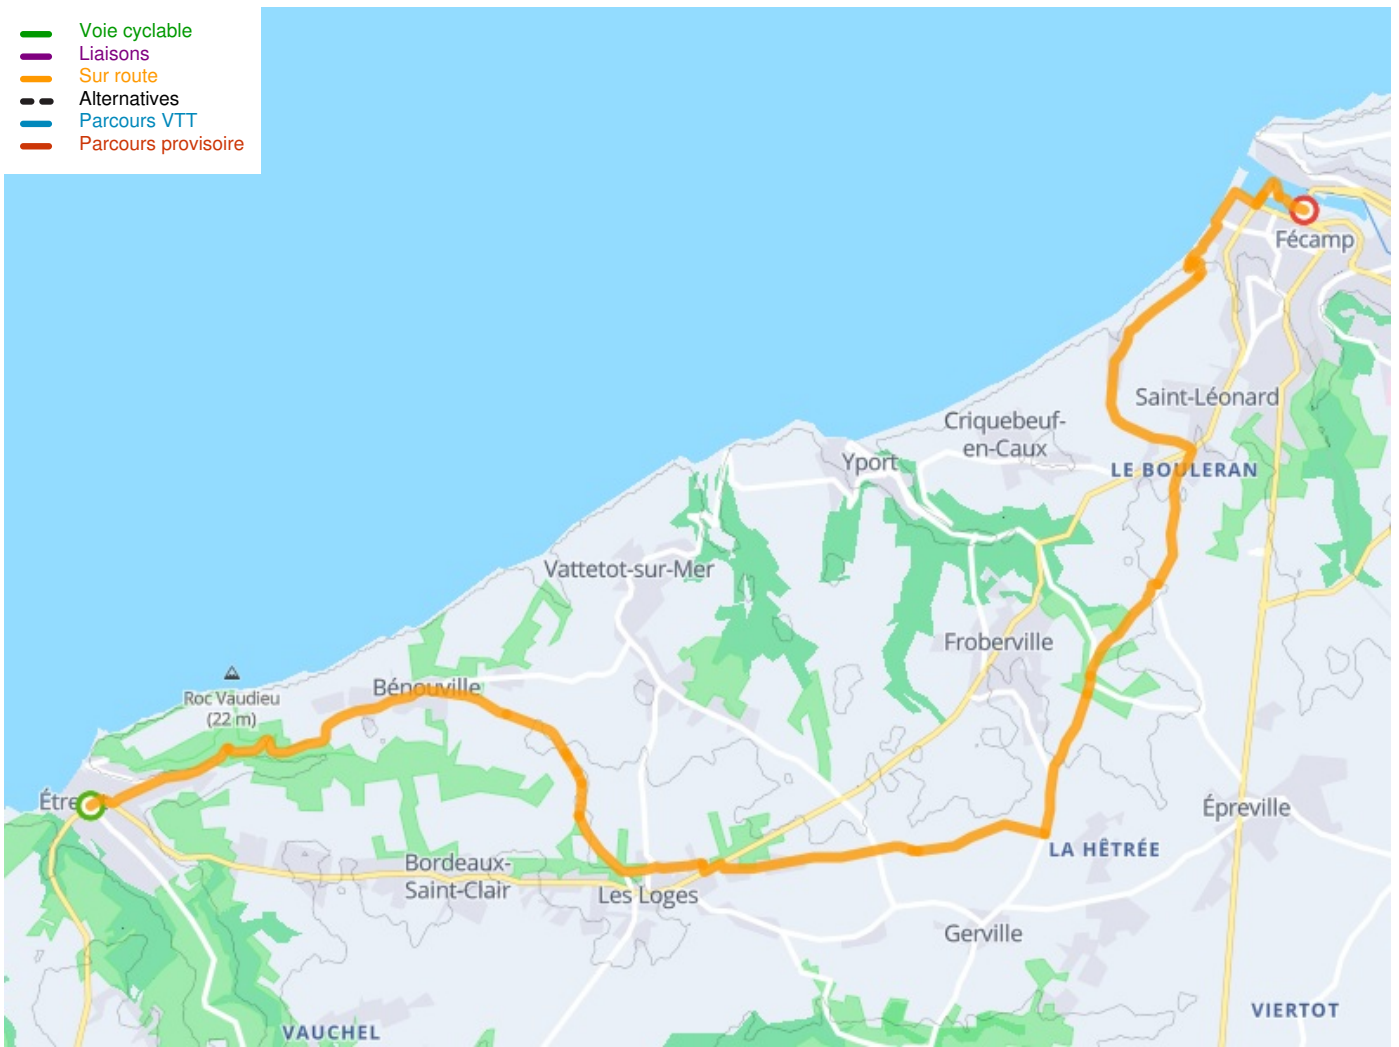 Voie cyclable
Liaisons
Sur route
Alternatives
Parcours VTT
Parcours provisoire
Fécamp
Saint-Léonard
Criquebeuf-
en-Caux
Yport
LE BOULERAN
Vattetot-sur-Mer
Froberville
Roc Vaudieu
(22 m)
Bénouville
Étre
Épreville
LA HÊTRÉE
Bordeaux-
Saint-Clair
Les Loges
Gerville
VIERTOT
VAUCHEL